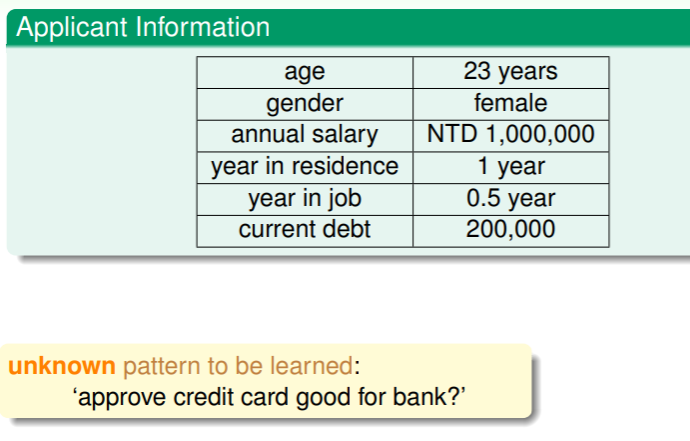 Applicant Information
age 23 years
gender female
annual salary NTD 1,000,000
year in residence 1 year
year in job 0.5 year
current debt 200,000
unknown pattern to be learned:
‘approve credit card good for bank?’